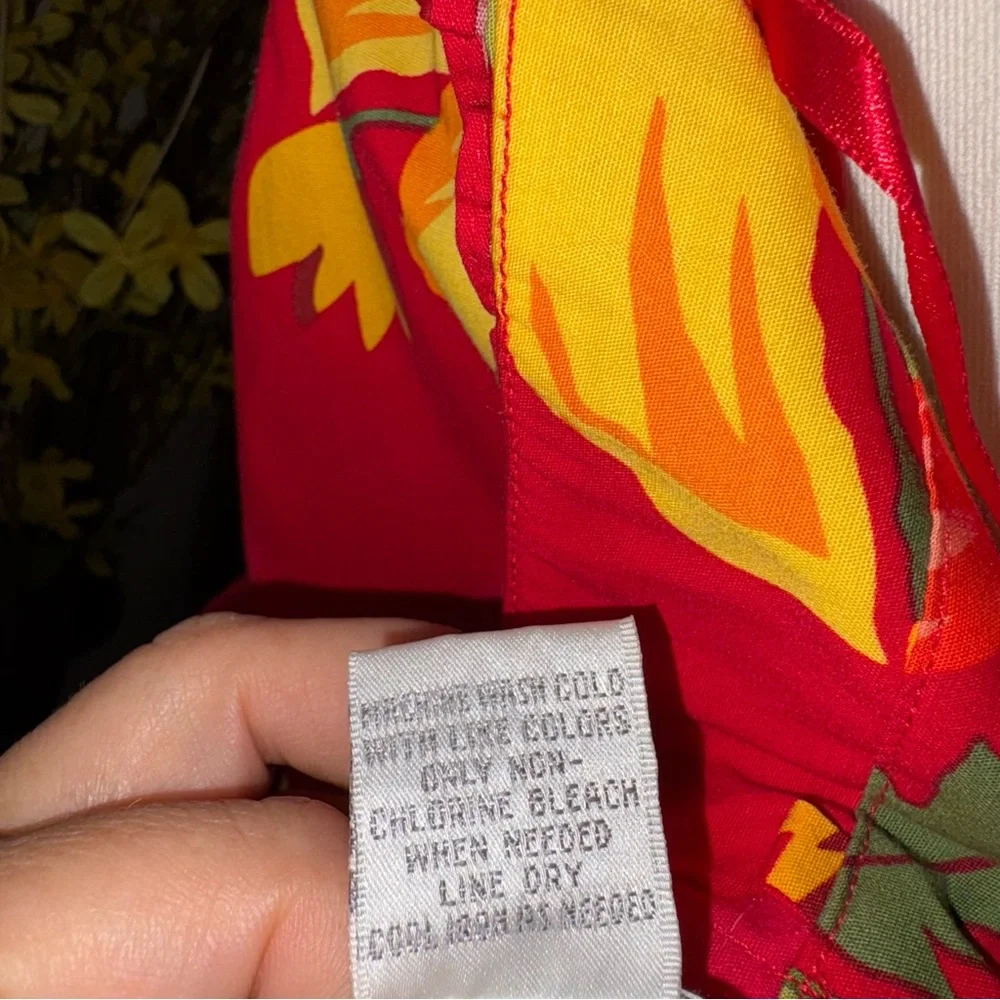 MACHINE WASH COLD
WITH LIKE COLORS
ONLY NON-
CHLORINE BLEACH
WHEN NEEDED
LINE DRY
COOL IRON AS NEEDED